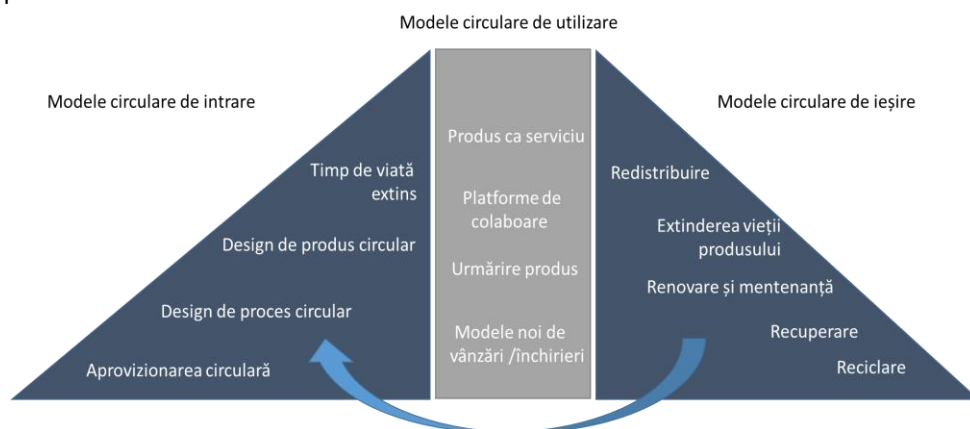 Modele circulare de utilizare
Modele circulare de intrare
Modele circulare de ieșire
Timp de viată
extins
Design de produs circular
Design de proces circular
Aprovizionarea circulară
Produs ca serviciu
Platforme de
colaboare
Urmărire produs
Modele noi de
vânzări /închirieri
Redistribuire
Extinderea vieții
produsului
Renovare și mentenanță
Recuperare
Reciclare